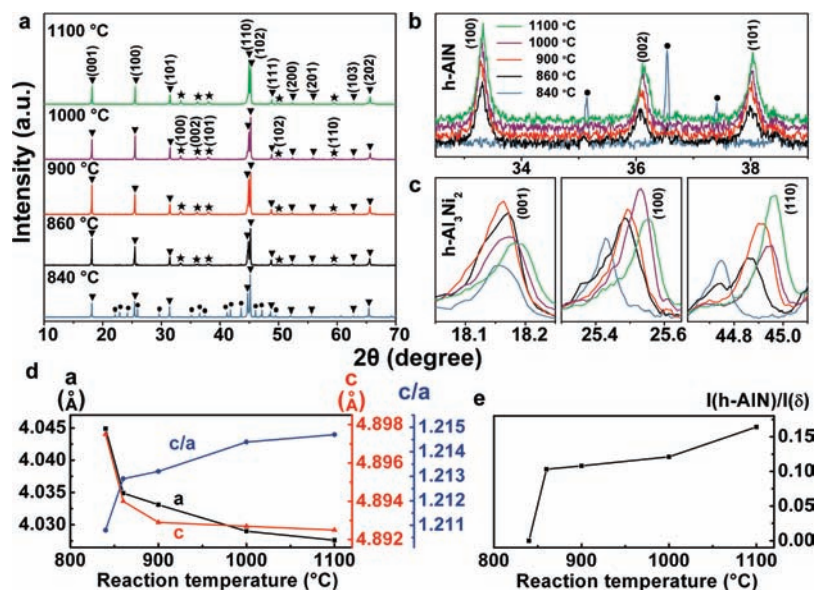 a
1100 °C
(001)
(100)
(101)
(110)
(102)
(111)
(200)
(201)
(103)
(202)
1000 °C
(100)
(002)
(101)
(102)
(110)
900 °C
860 °C
840 °C
Intensity (a.u.)
10 20 30 40 50 60 70
2θ (degree)
b
h-AlN
(100)
(002)
(101)
1100 °C
1000 °C
900 °C
860 °C
840 °C
34 36 38
c
h-Al3Ni2
(001)
(100)
(110)
18.1 18.2 25.4 25.6 44.8 45.0
d
a
(Å)
c
(Å)
c/a
4.045
4.040
4.035
4.030
c/a
a
c
4.898
4.896
4.894
4.892
1.215
1.214
1.213
1.212
1.211
800 900 1000 1100
Reaction temperature (°C)
e
I(h-AlN)/I(δ)
0.15
0.10
0.05
0.00
800 900 1000 1100
Reaction temperature (°C)